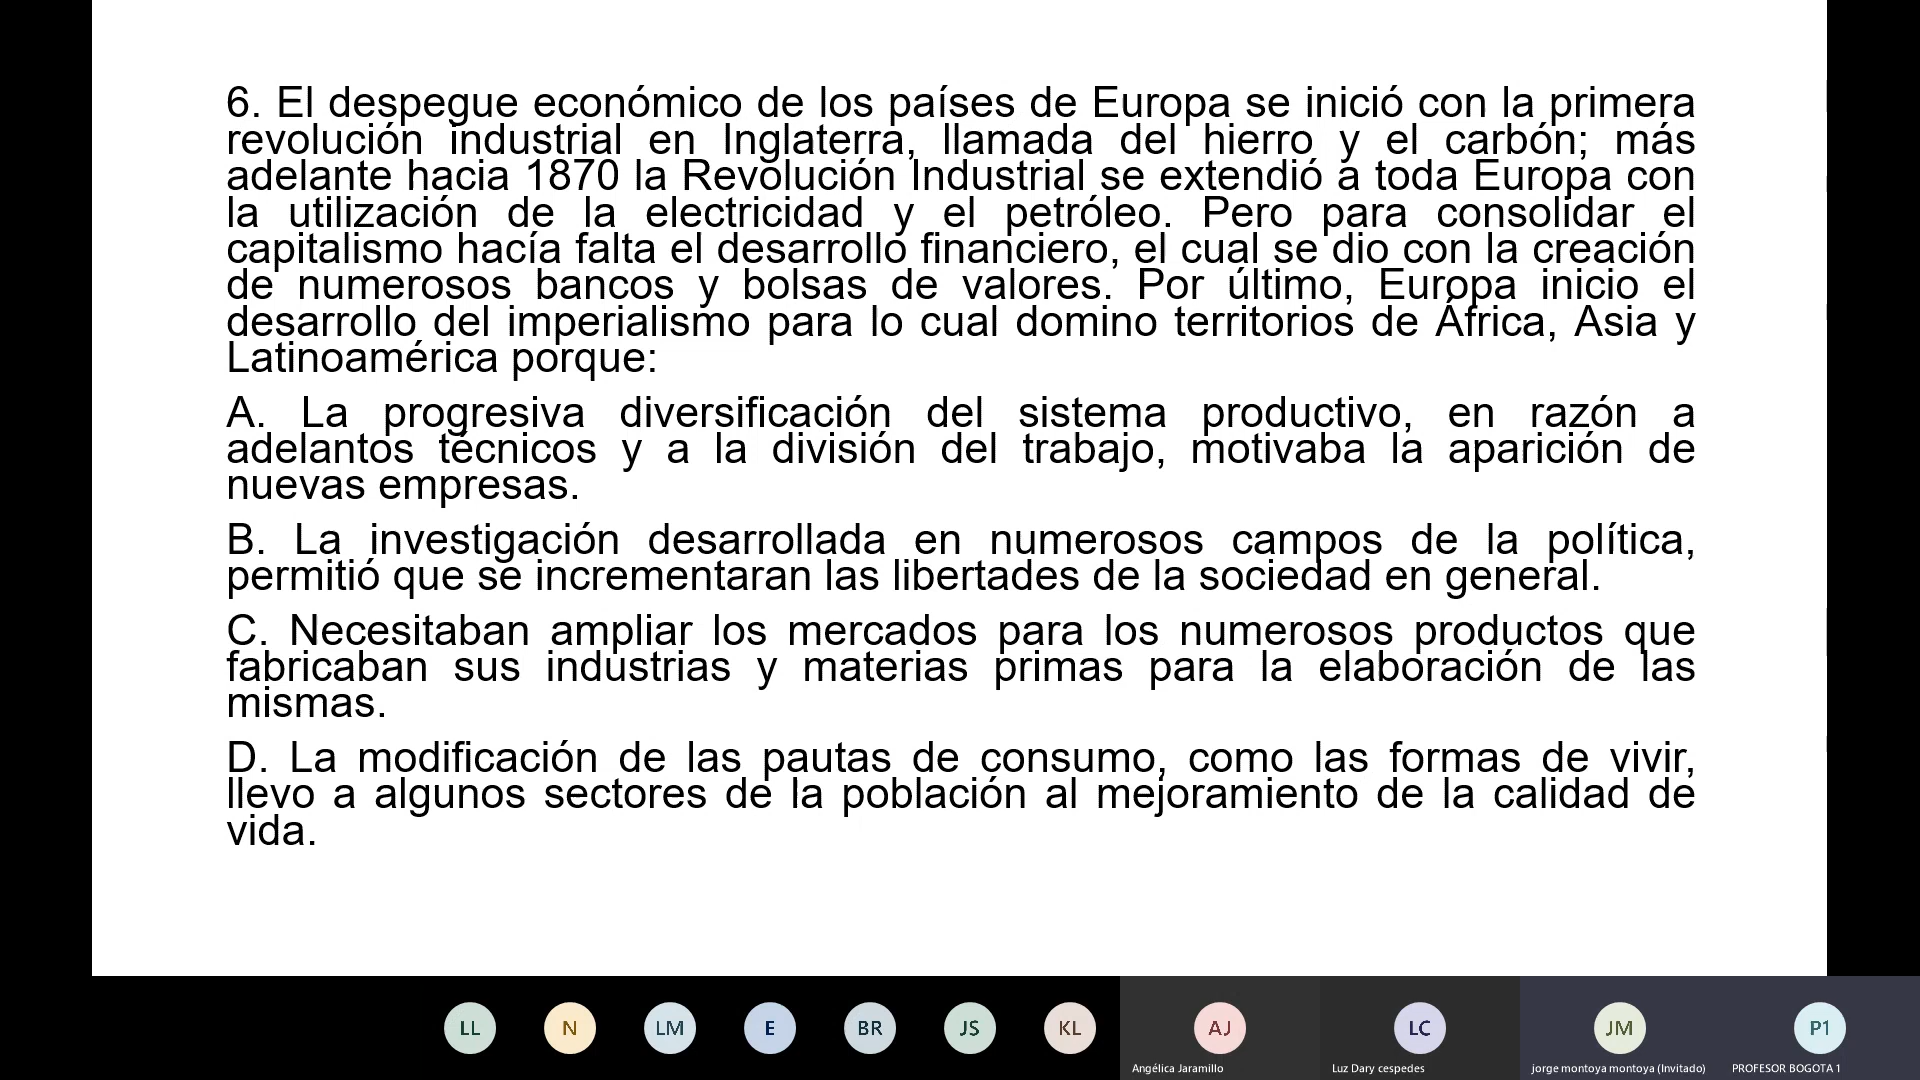 6. El despegue económico de los países de Europa se inició con la primera
revolución industrial en Inglaterra, llamada del hierro y el carbón; más
adelante hacia 1870 la Revolución Industrial se extendió a toda Europa con
la utilización de la electricidad y el petróleo. Pero para consolidar el
capitalismo hacía falta el desarrollo financiero, el cual se dio con la creación
de numerosos bancos y bolsas de valores. Por último, Europa inicio el
desarrollo del imperialismo para lo cual domino territorios de África, Asia y
Latinoamérica porque:
A. La progresiva diversificación del sistema productivo, en razón a
adelantos técnicos y a la división del trabajo, motivaba la aparición de
nuevas empresas.
B. La investigación desarrollada en numerosos campos de la política,
permitió que se incrementaran las libertades de la sociedad en general.
C. Necesitaban ampliar los mercados para los numerosos productos que
fabricaban sus industrias y materias primas para la elaboración de las
mismas.
D. La modificación de las pautas de consumo, como las formas de vivir,
llevo a algunos sectores de la población al mejoramiento de la calidad de
vida.
LL N LM E BR JS KL AJ LC JM P1
Angélica Jaramillo Luz Dary cespedes jorge montoya montoya (Invitado) PROFESOR BOGOTA 1